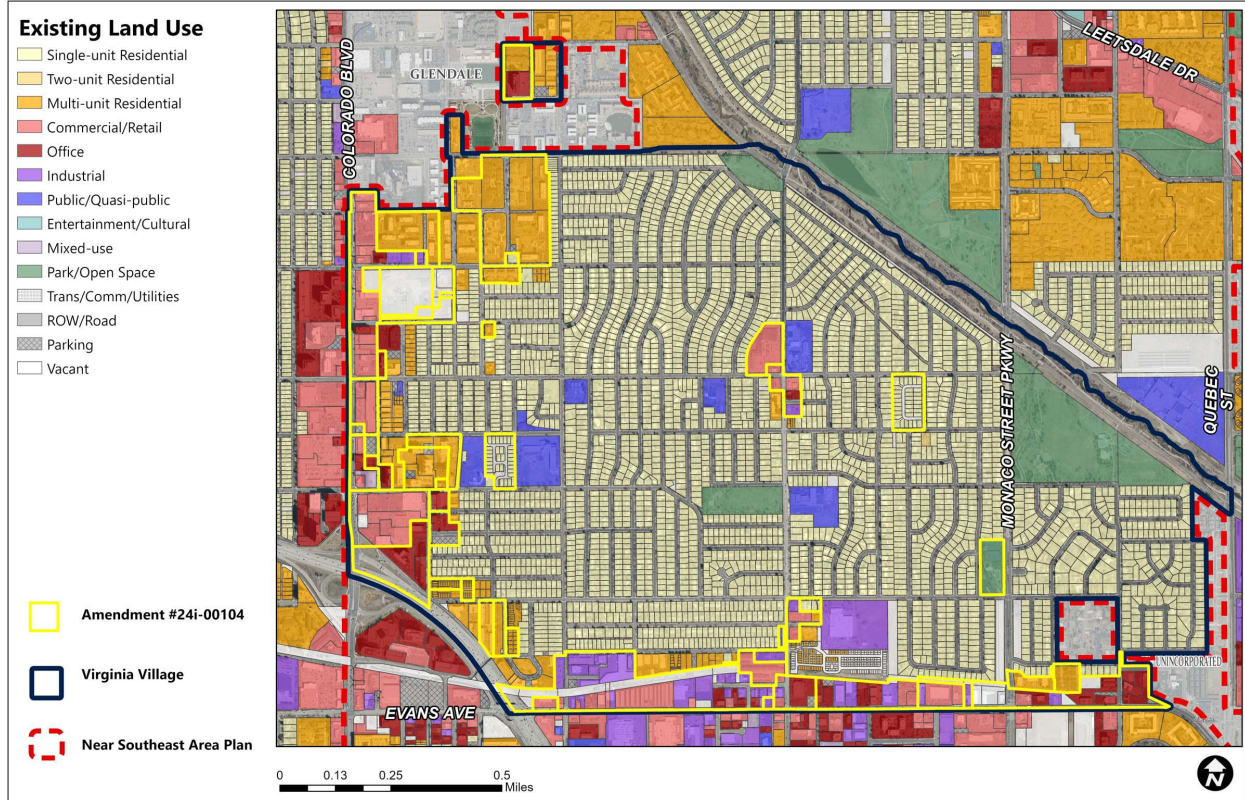 Existing Land Use
Single-unit Residential
Two-unit Residential
Multi-unit Residential
Commercial/Retail
Office
Industrial
Public/Quasi-public
Entertainment/Cultural
Mixed-use
Park/Open Space
Trans/Comm/Utilities
ROW/Road
Parking
Vacant
Amendment #24i-00104
Virginia Village
Near Southeast Area Plan
COLORADO BLVD
GLENDALE
LEETSDALE DR
MONACO STREET PKWY
QUEBEC
ST
UNINCORPORATED
EVANS AVE
0 0.13 0.25 0.5
Miles
N